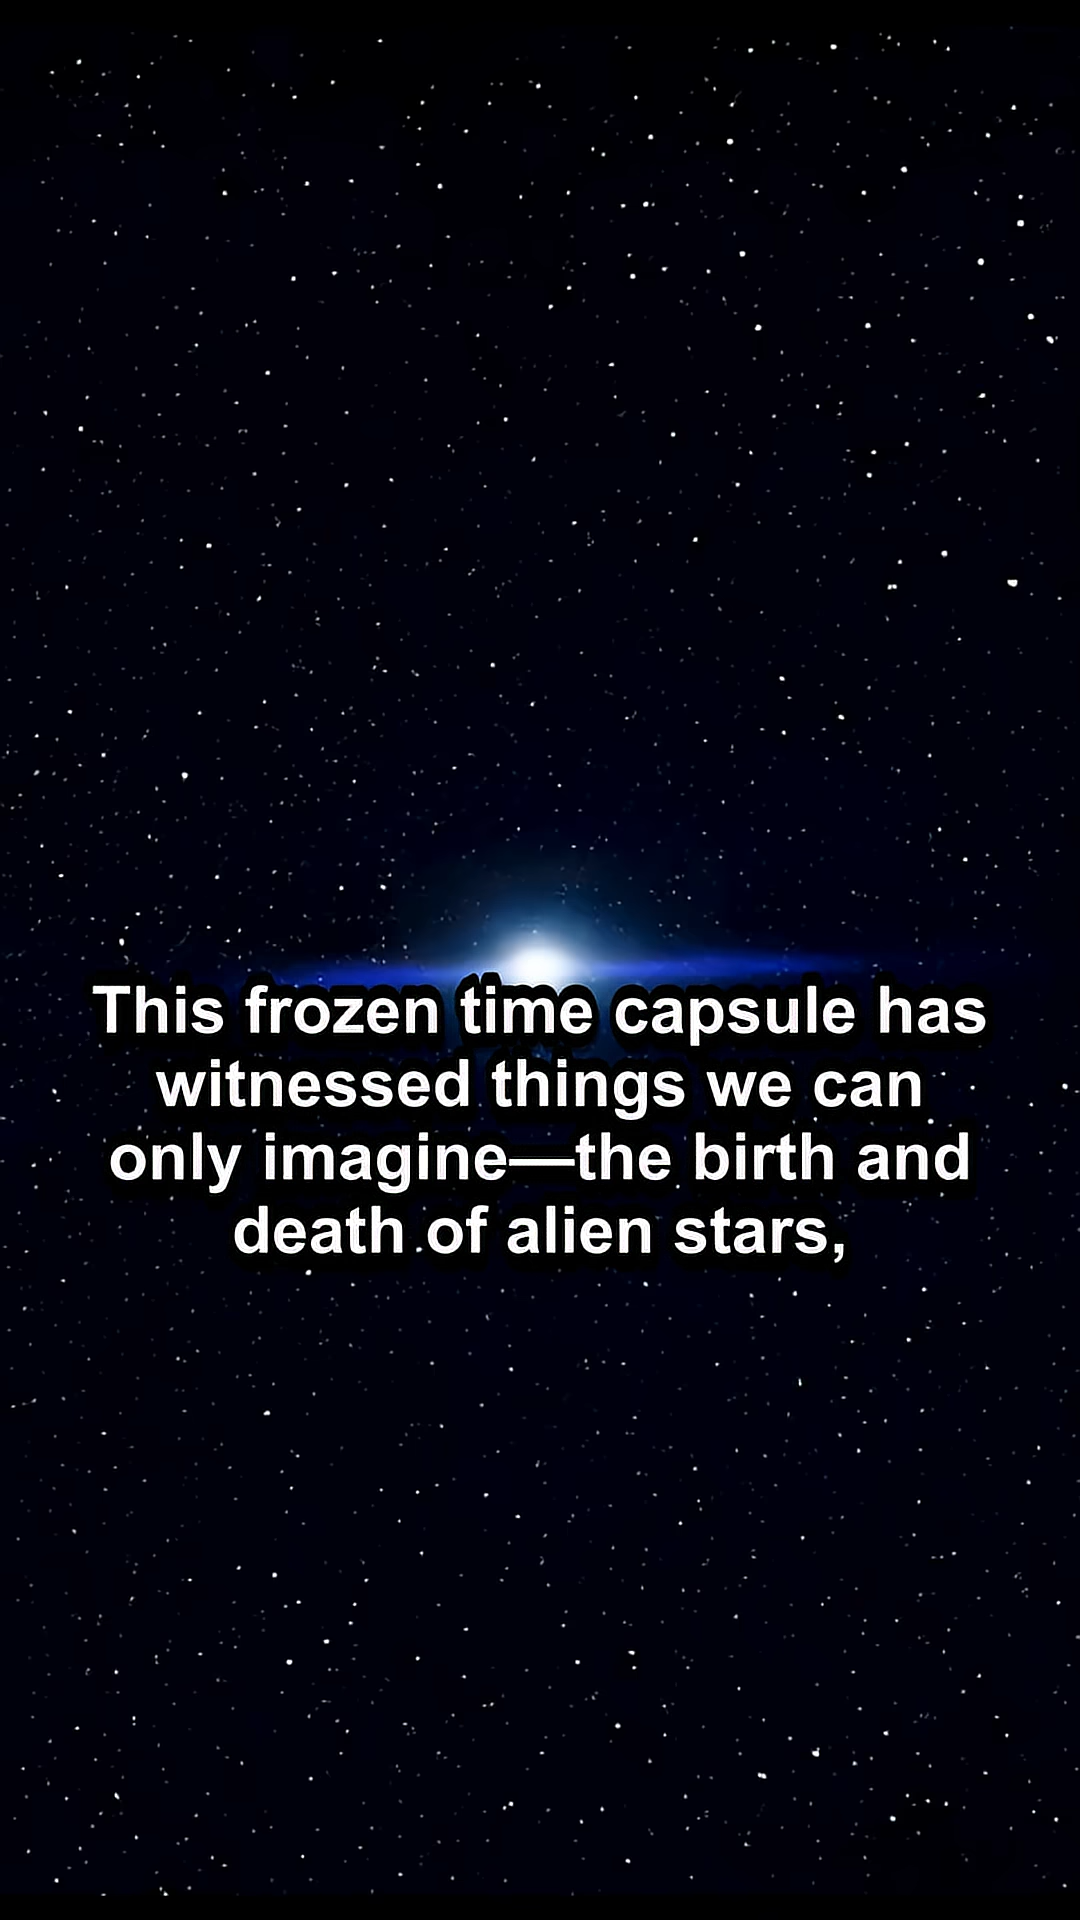 This frozen time capsule has
witnessed things we can
only imagine—the birth and
death of alien stars,